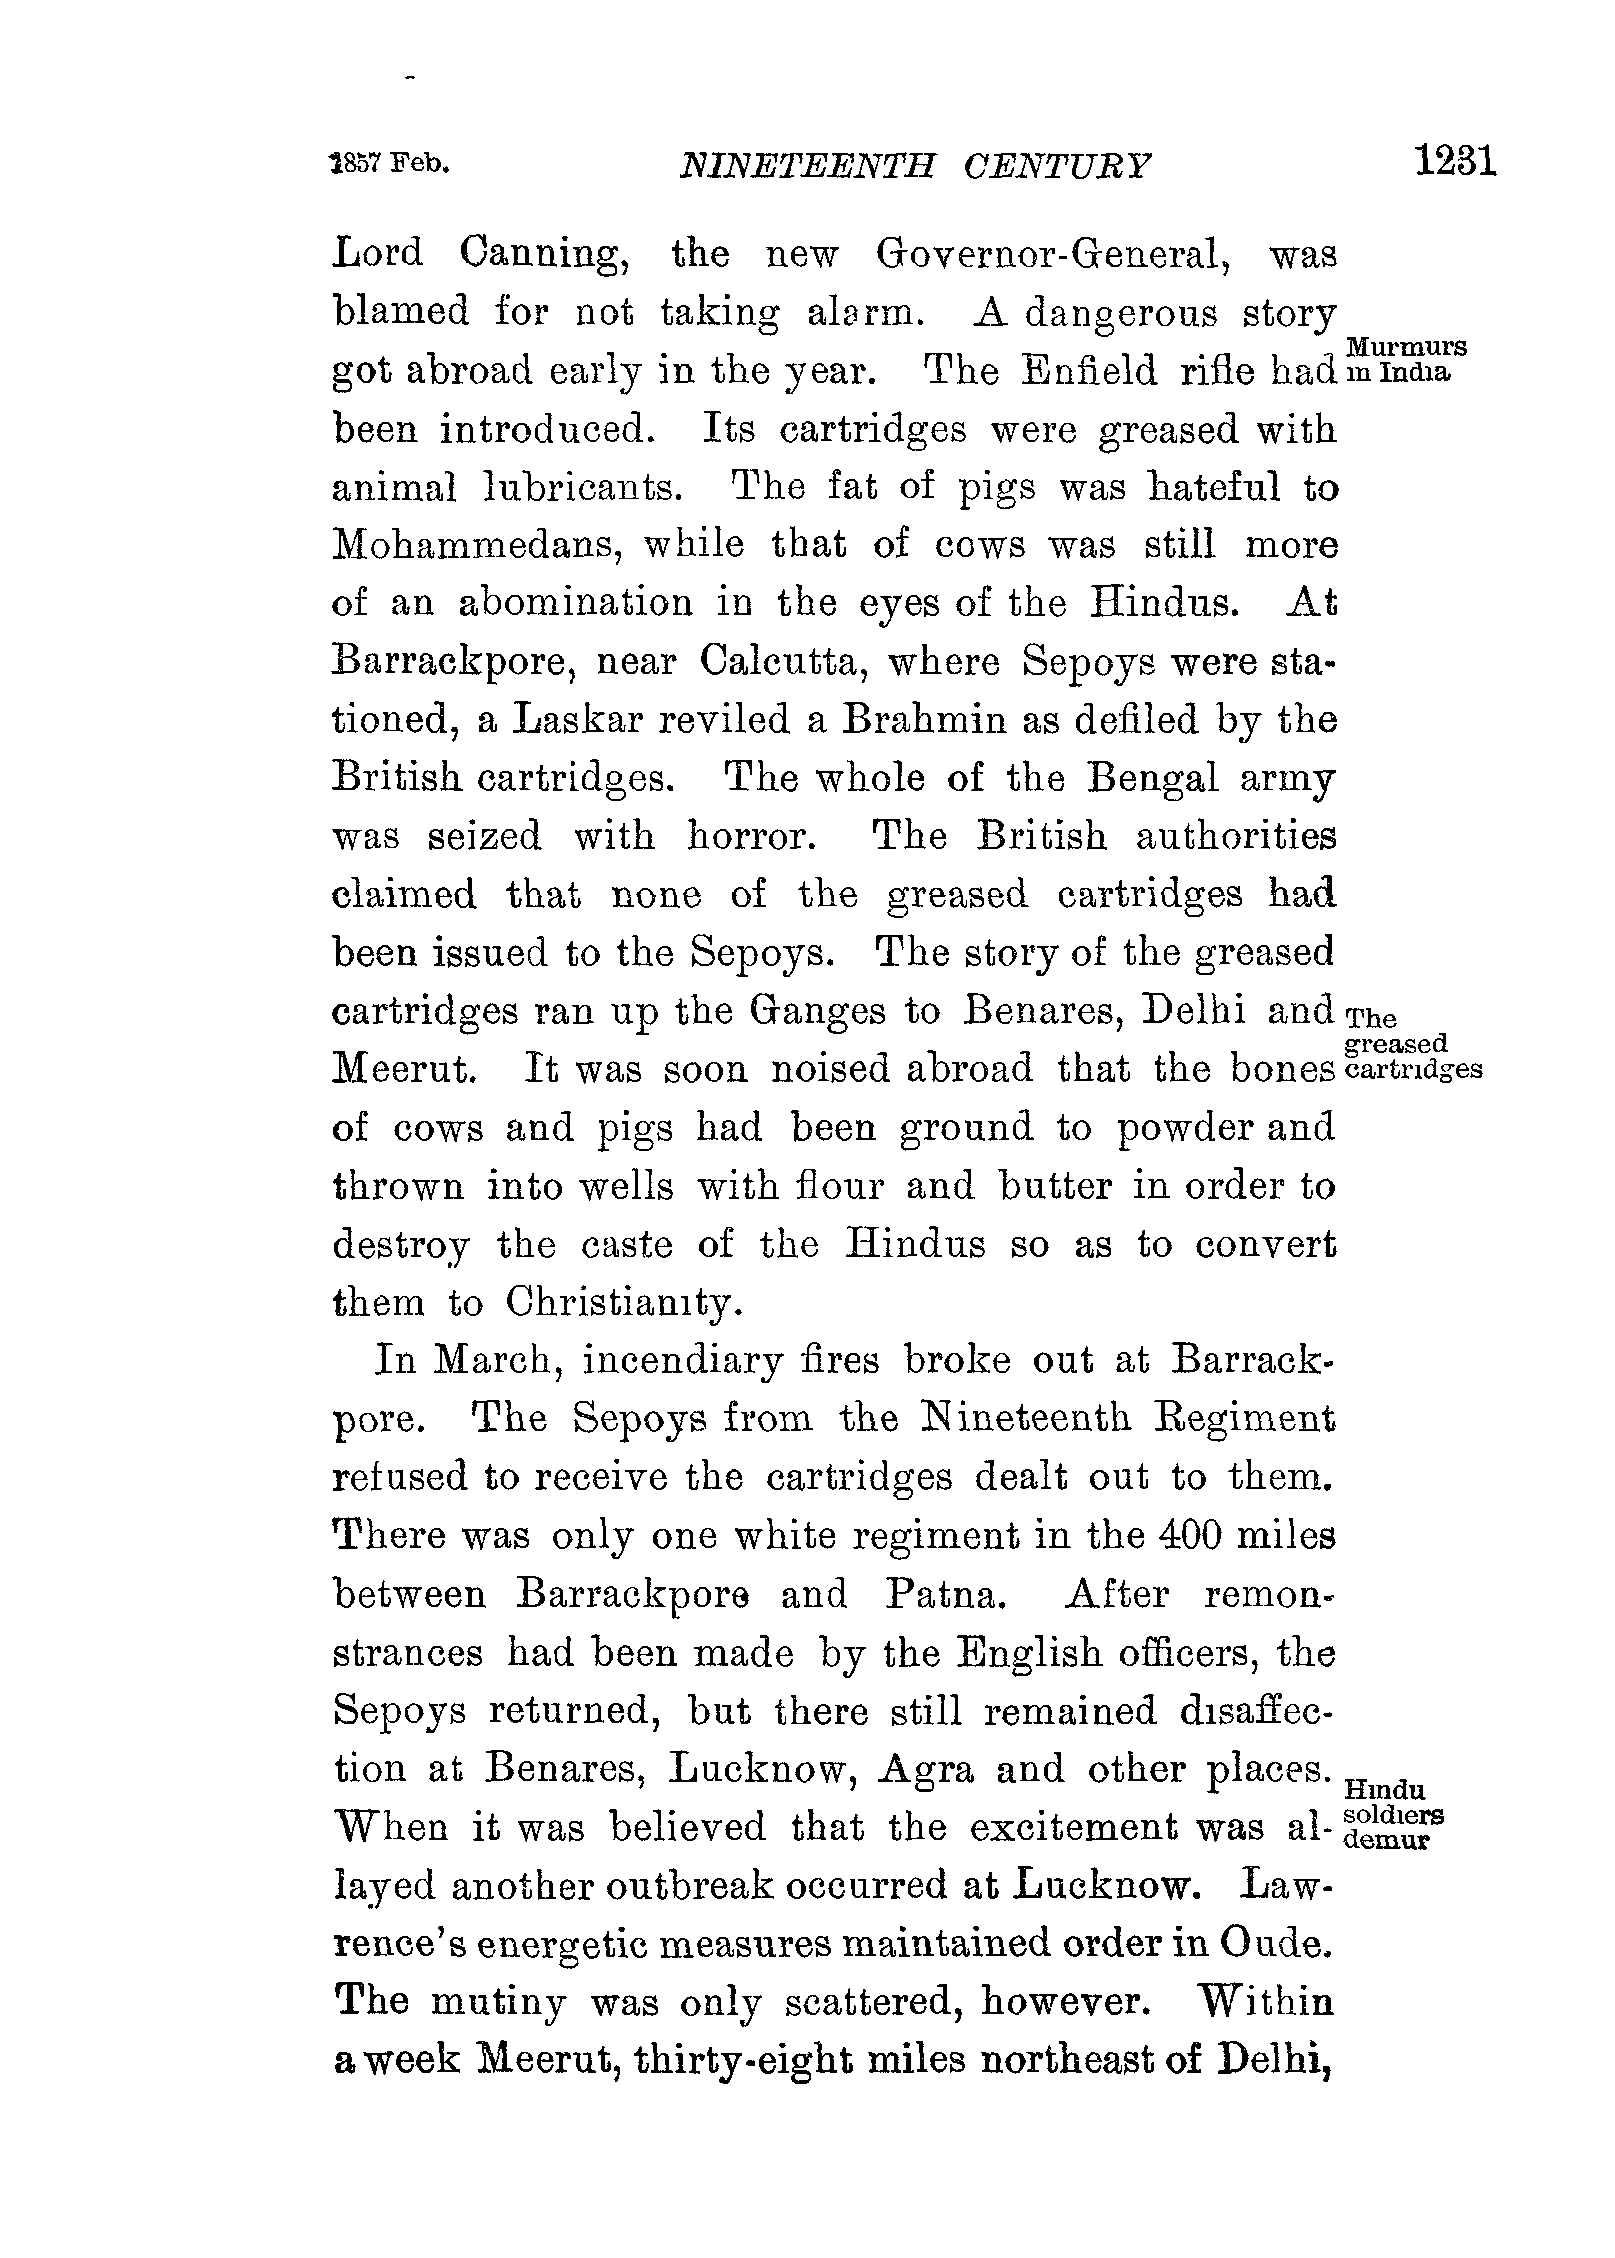 1857 Feb. NINETEENTH CENTURY 1231
Lord Canning, the new Governor-General, was
blamed for not taking alarm. A dangerous story
got abroad early in the year. The Enfield rifle had
Murmurs
in India
been introduced. Its cartridges were greased with
animal lubricants. The fat of pigs was hateful to
Mohammedans, while that of cows was still more
of an abomination in the eyes of the Hindus. At
Barrackpore, near Calcutta, where Sepoys were sta-
tioned, a Laskar reviled a Brahmin as defiled by the
British cartridges. The whole of the Bengal army
was seized with horror. The British authorities
claimed that none of the greased cartridges had
been issued to the Sepoys. The story of the greased
cartridges ran up the Ganges to Benares, Delhi and
Meerut. It was soon noised abroad that the bones
The
greased
cartridges
of cows and pigs had been ground to powder and
thrown into wells with flour and butter in order to
destroy the caste of the Hindus so as to convert
them to Christianity.
In March, incendiary fires broke out at Barrack-
pore. The Sepoys from the Nineteenth Regiment
refused to receive the cartridges dealt out to them.
There was only one white regiment in the 400 miles
between Barrackpore and Patna. After remon-
strances had been made by the English officers, the
Sepoys returned, but there still remained disaffec-
tion at Benares, Lucknow, Agra and other places.
When it was believed that the excitement was al-
Hindu
soldiers
demur
layed another outbreak occurred at Lucknow. Law-
rence's energetic measures maintained order in Oude.
The mutiny was only scattered, however. Within
a week Meerut, thirty-eight miles northeast of Delhi,